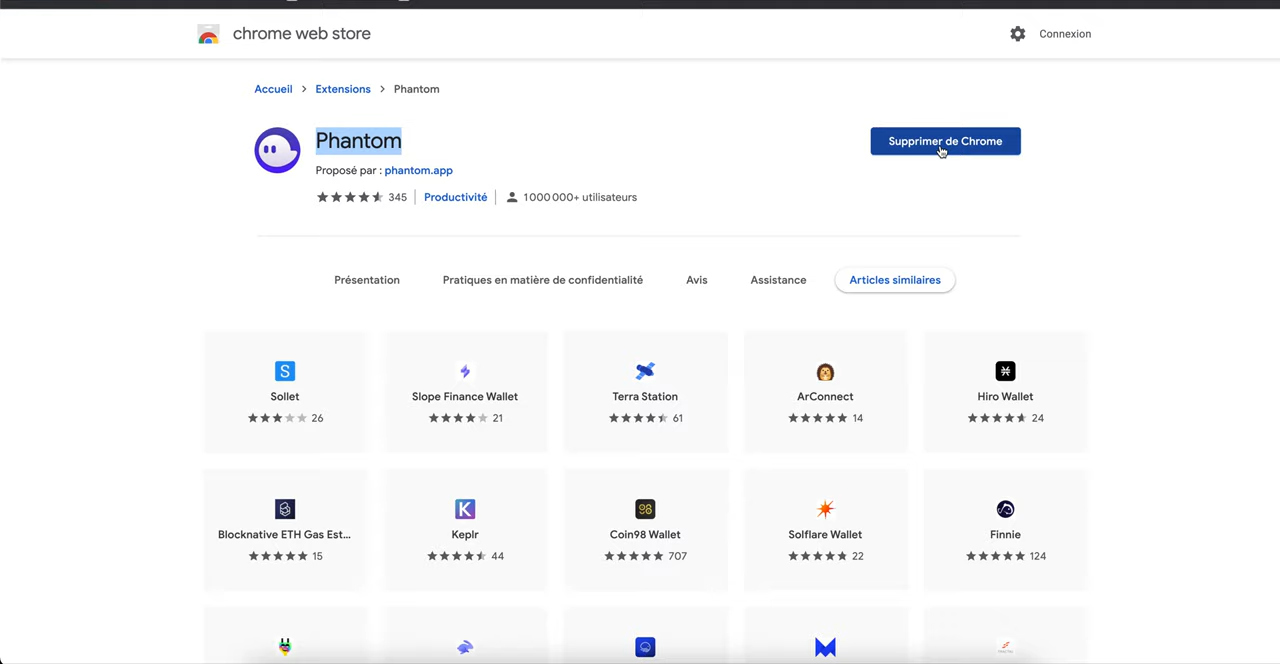 chrome web store
Connexion
Accueil > Extensions > Phantom
Phantom
Supprimer de Chrome
Proposé par : phantom.app
345 Productivité 1 000 000+ utilisateurs
Présentation Pratiques en matière de confidentialité Avis Assistance Articles similaires
S
Sollet Slope Finance Wallet Terra Station ArConnect Hiro Wallet
26 21 61 14 24
K 98
Blocknative ETH Gas Est... Keplr Coin98 Wallet Solflare Wallet Finnie
15 44 707 22 124